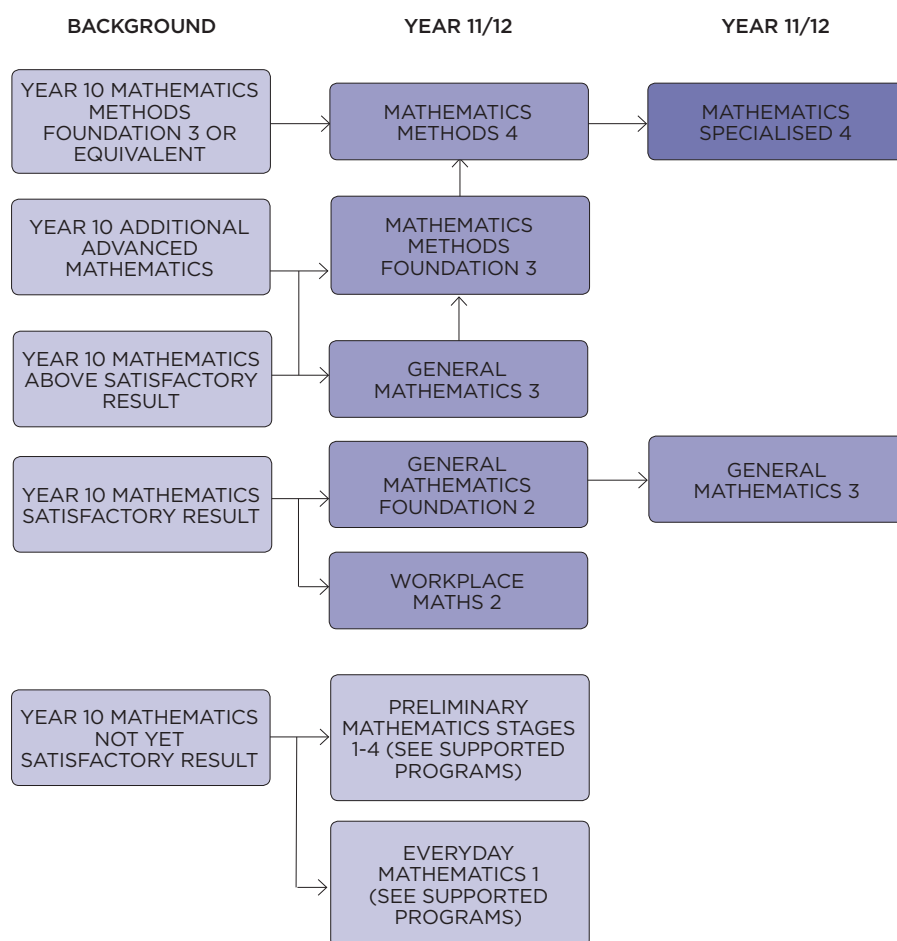 BACKGROUND
YEAR 11/12
YEAR 11/12
YEAR 10 MATHEMATICS
METHODS
FOUNDATION 3 OR
EQUIVALENT
MATHEMATICS
METHODS 4
MATHEMATICS
SPECIALISED 4
YEAR 10 ADDITIONAL
ADVANCED
MATHEMATICS
MATHEMATICS
METHODS
FOUNDATION 3
YEAR 10 MATHEMATICS
ABOVE SATISFACTORY
RESULT
GENERAL
MATHEMATICS 3
YEAR 10 MATHEMATICS
SATISFACTORY RESULT
GENERAL
MATHEMATICS
FOUNDATION 2
GENERAL
MATHEMATICS 3
WORKPLACE
MATHS 2
YEAR 10 MATHEMATICS
NOT YET
SATISFACTORY RESULT
PRELIMINARY
MATHEMATICS STAGES
1-4 (SEE SUPPORTED
PROGRAMS)
EVERYDAY
MATHEMATICS 1
(SEE SUPPORTED
PROGRAMS)